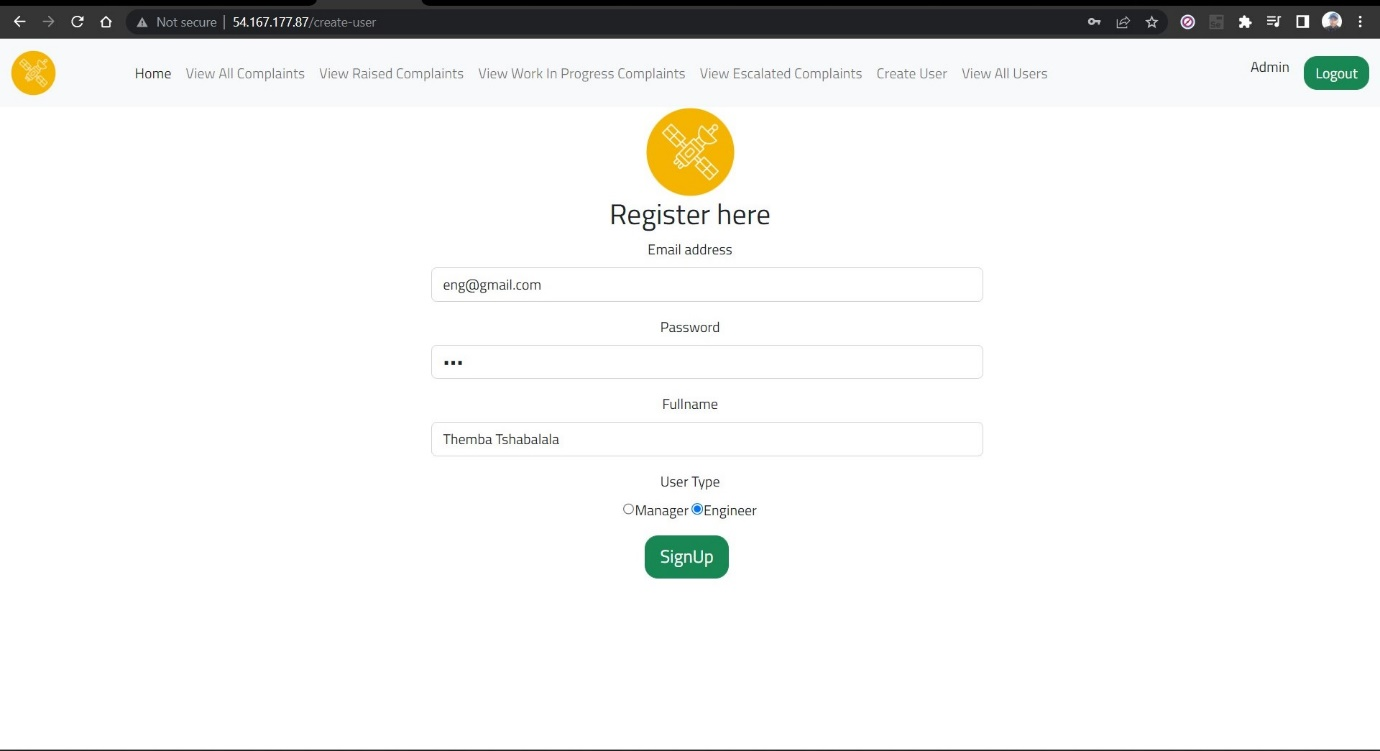 Not secure | 54.167.177.87/create-user
Home View All Complaints View Raised Complaints View Work In Progress Complaints View Escalated Complaints Create User View All Users Admin Logout
Register here
Email address
eng@gmail.com
Password
•••
Fullname
Themba Tshabalala
User Type
Manager Engineer
SignUp